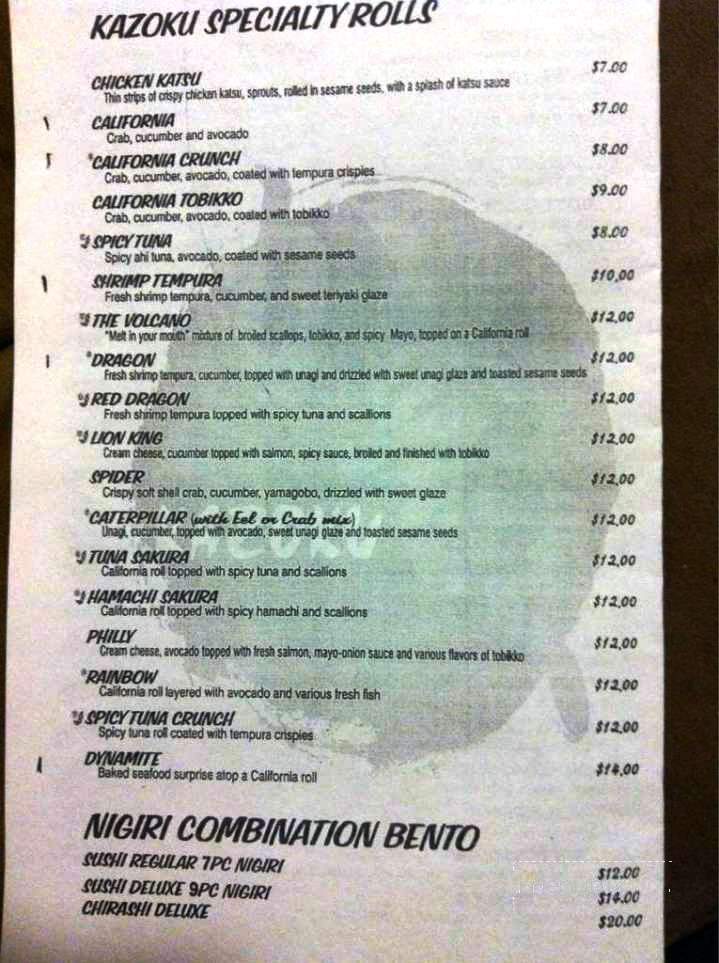 KAZOKU SPECIALTY ROLLS
CHICKEN KATSU $7.00
Thin strips of crispy chicken katsu, sprouts, rolled in sesame seeds, with a splash of katsu sauce
CALIFORNIA $7.00
Crab, cucumber and avocado
*CALIFORNIA CRUNCH $8.00
Crab, cucumber, avocado, coated with tempura crispies
CALIFORNIA TOBIKKO $9.00
Crab, cucumber, avocado, coated with tobikko
SPICY TUNA $8.00
Spicy ahi tuna, avocado, coated with sesame seeds
SHRIMP TEMPURA $10.00
Fresh shrimp tempura, cucumber, and sweet teriyaki glaze
THE VOLCANO $12.00
"Melt in your mouth" mixture of broiled scallops, tobikko, and spicy Mayo, topped on a California roll
*DRAGON $12.00
Fresh shrimp tempura, cucumber, topped with unagi and drizzled with sweet unagi glaze and toasted sesame seeds
RED DRAGON $12.00
Fresh shrimp tempura topped with spicy tuna and scallions
LION KING $12.00
Cream cheese, cucumber topped with salmon, spicy sauce, broiled and finished with tobikko
SPIDER $12.00
Crispy soft shell crab, cucumber, yamagobo, drizzled with sweet glaze
*CATERPILLAR (with Eel or Crab mix) $12.00
Unagi, cucumber, topped with avocado, sweet unagi glaze and toasted sesame seeds
TUNA SAKURA $12.00
California roll topped with spicy tuna and scallions
HAMACHI SAKURA $12.00
California roll topped with spicy hamachi and scallions
PHILLY $12.00
Cream cheese, avocado topped with fresh salmon, mayo-onion sauce and various flavors of tobikko
*RAINBOW $12.00
California roll layered with avocado and various fresh fish
SPICY TUNA CRUNCH $12.00
Spicy tuna roll coated with tempura crispies
DYNAMITE $14.00
Baked seafood surprise atop a California roll
NIGIRI COMBINATION BENTO
SUSHI REGULAR 7PC NIGIRI $12.00
SUSHI DELUXE 9PC NIGIRI $14.00
CHIRASHI DELUXE $20.00